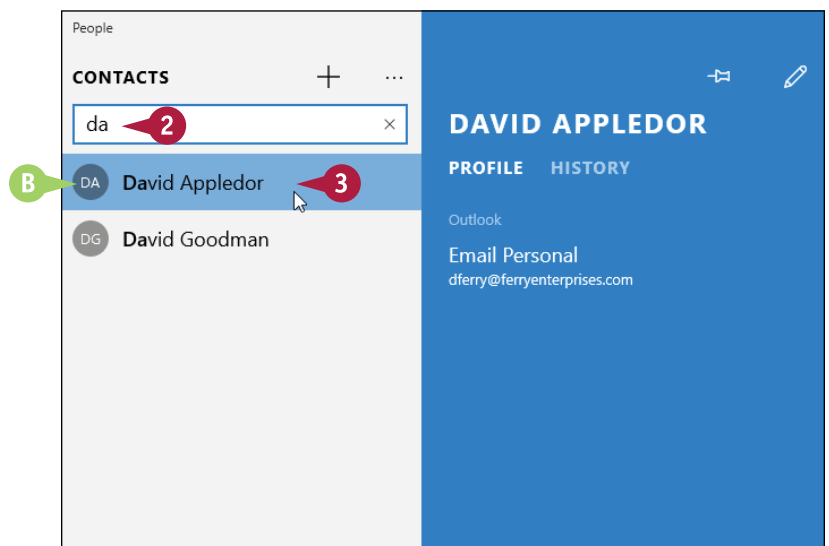 People
CONTACTS
da
2
B
DA
David Appledor
3
DG
David Goodman
DAVID APPLEDOR
PROFILE HISTORY
Outlook
Email Personal
dferry@ferryenterprises.com